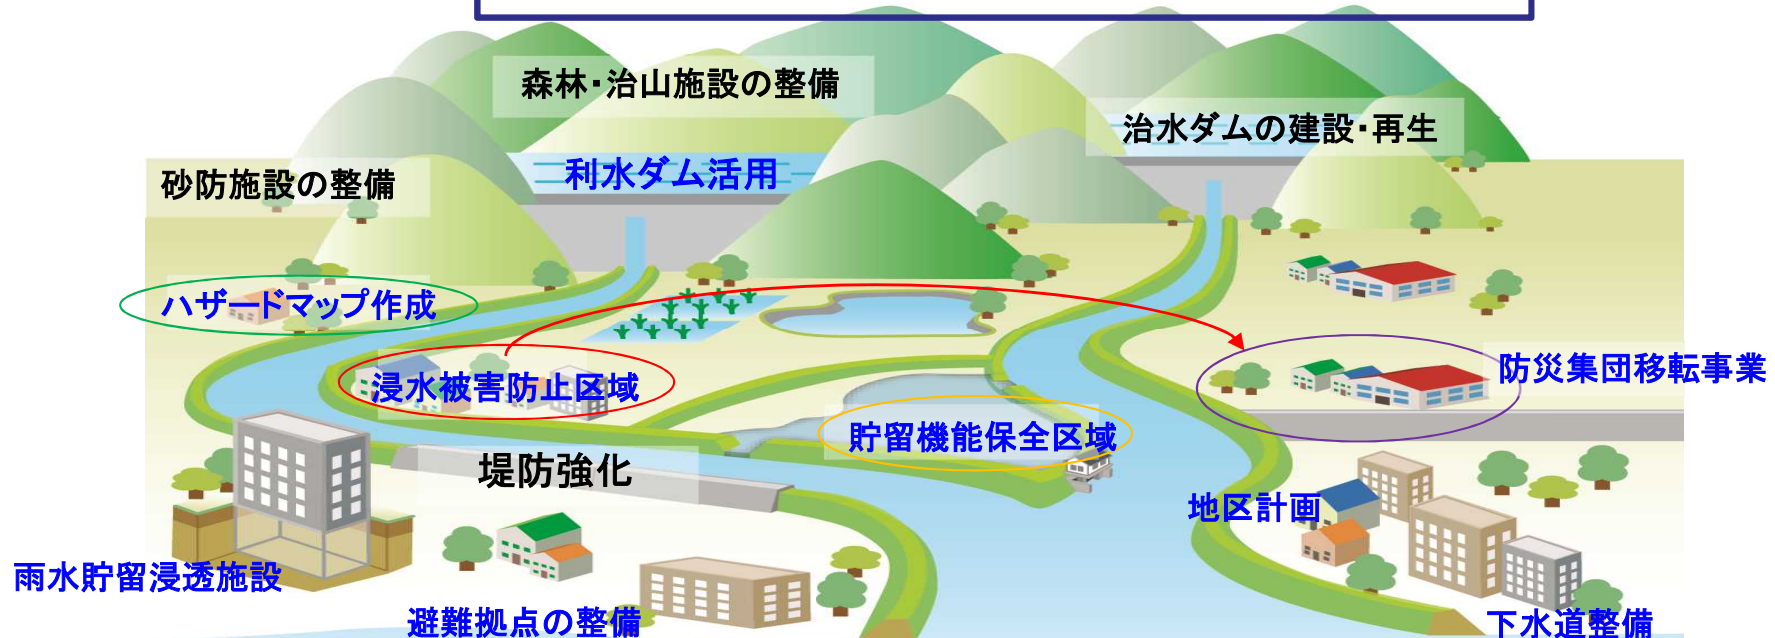 森林・治山施設の整備
治水ダムの建設・再生
利水ダム活用
砂防施設の整備
ハザードマップ作成
浸水被害防止区域
防災集団移転事業
貯留機能保全区域
堤防強化
地区計画
雨水貯留浸透施設
避難拠点の整備
下水道整備